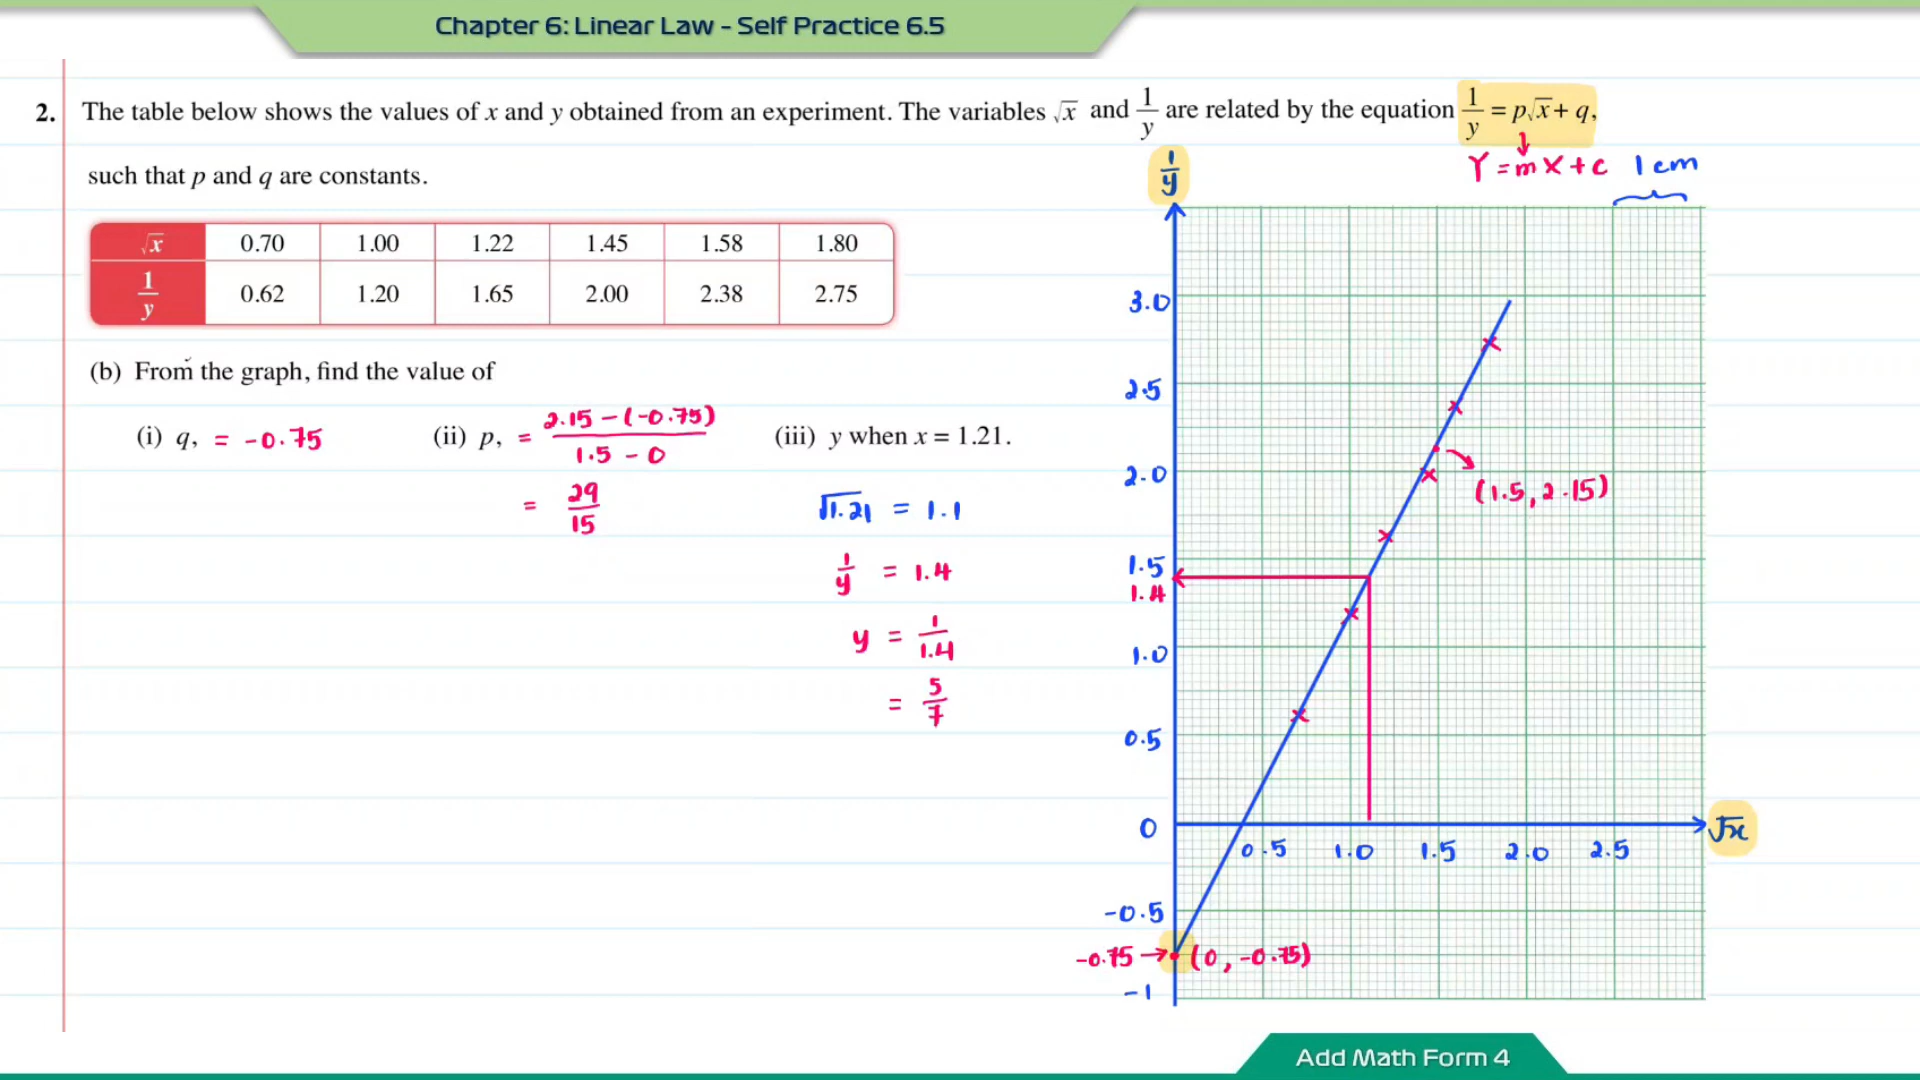 Chapter 6: Linear Law - Self Practice 6.5
2. The table below shows the values of x and y obtained from an experiment. The variables √x and 1/y are related by the equation 1/y = p√x + q,
such that p and q are constants.
Y = mX + c
1 cm
√x 0.70 1.00 1.22 1.45 1.58 1.80
1/y 0.62 1.20 1.65 2.00 2.38 2.75
(b) From the graph, find the value of
(i) q, = -0.75
(ii) p, = (2.15 - (-0.75))/(1.5 - 0)
= 29/15
(iii) y when x = 1.21.
√1.21 = 1.1
1/y = 1.4
y = 1/1.4
= 5/7
1/y
3.0
2.5
2.0
(1.5, 2.15)
1.5
1.4
1.0
0.5
0
√x
0.5 1.0 1.5 2.0 2.5
-0.5
-0.75 → (0, -0.75)
-1
Add Math Form 4